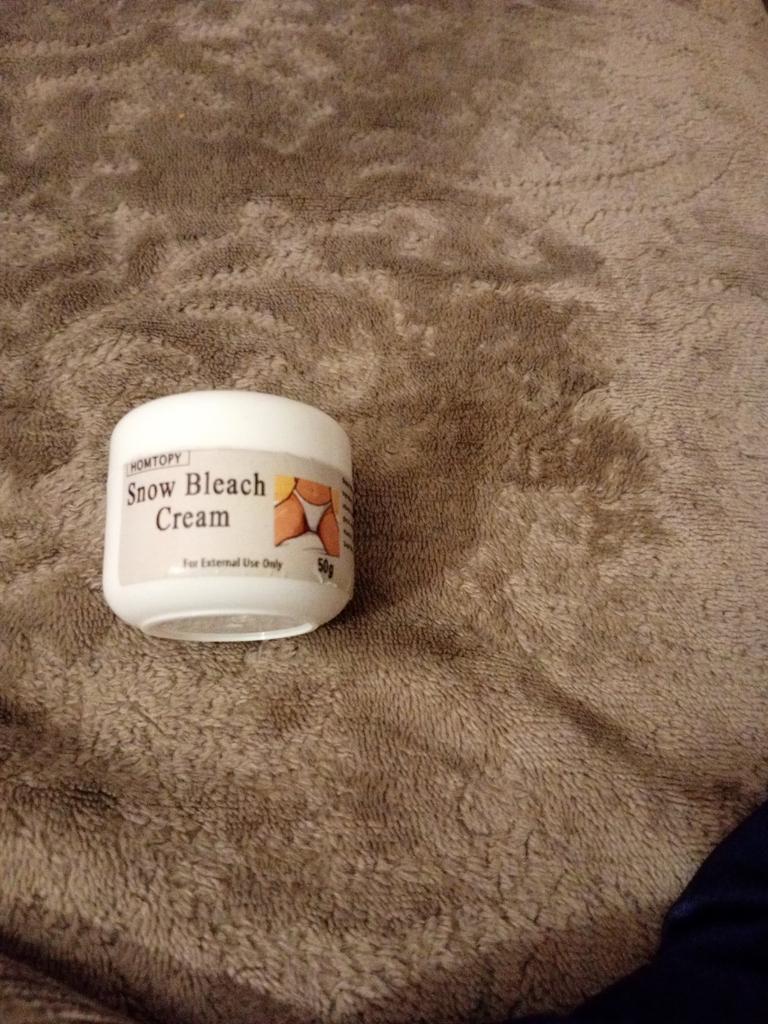 HOMTOPY
Snow Bleach
Cream
For External Use Only
50g